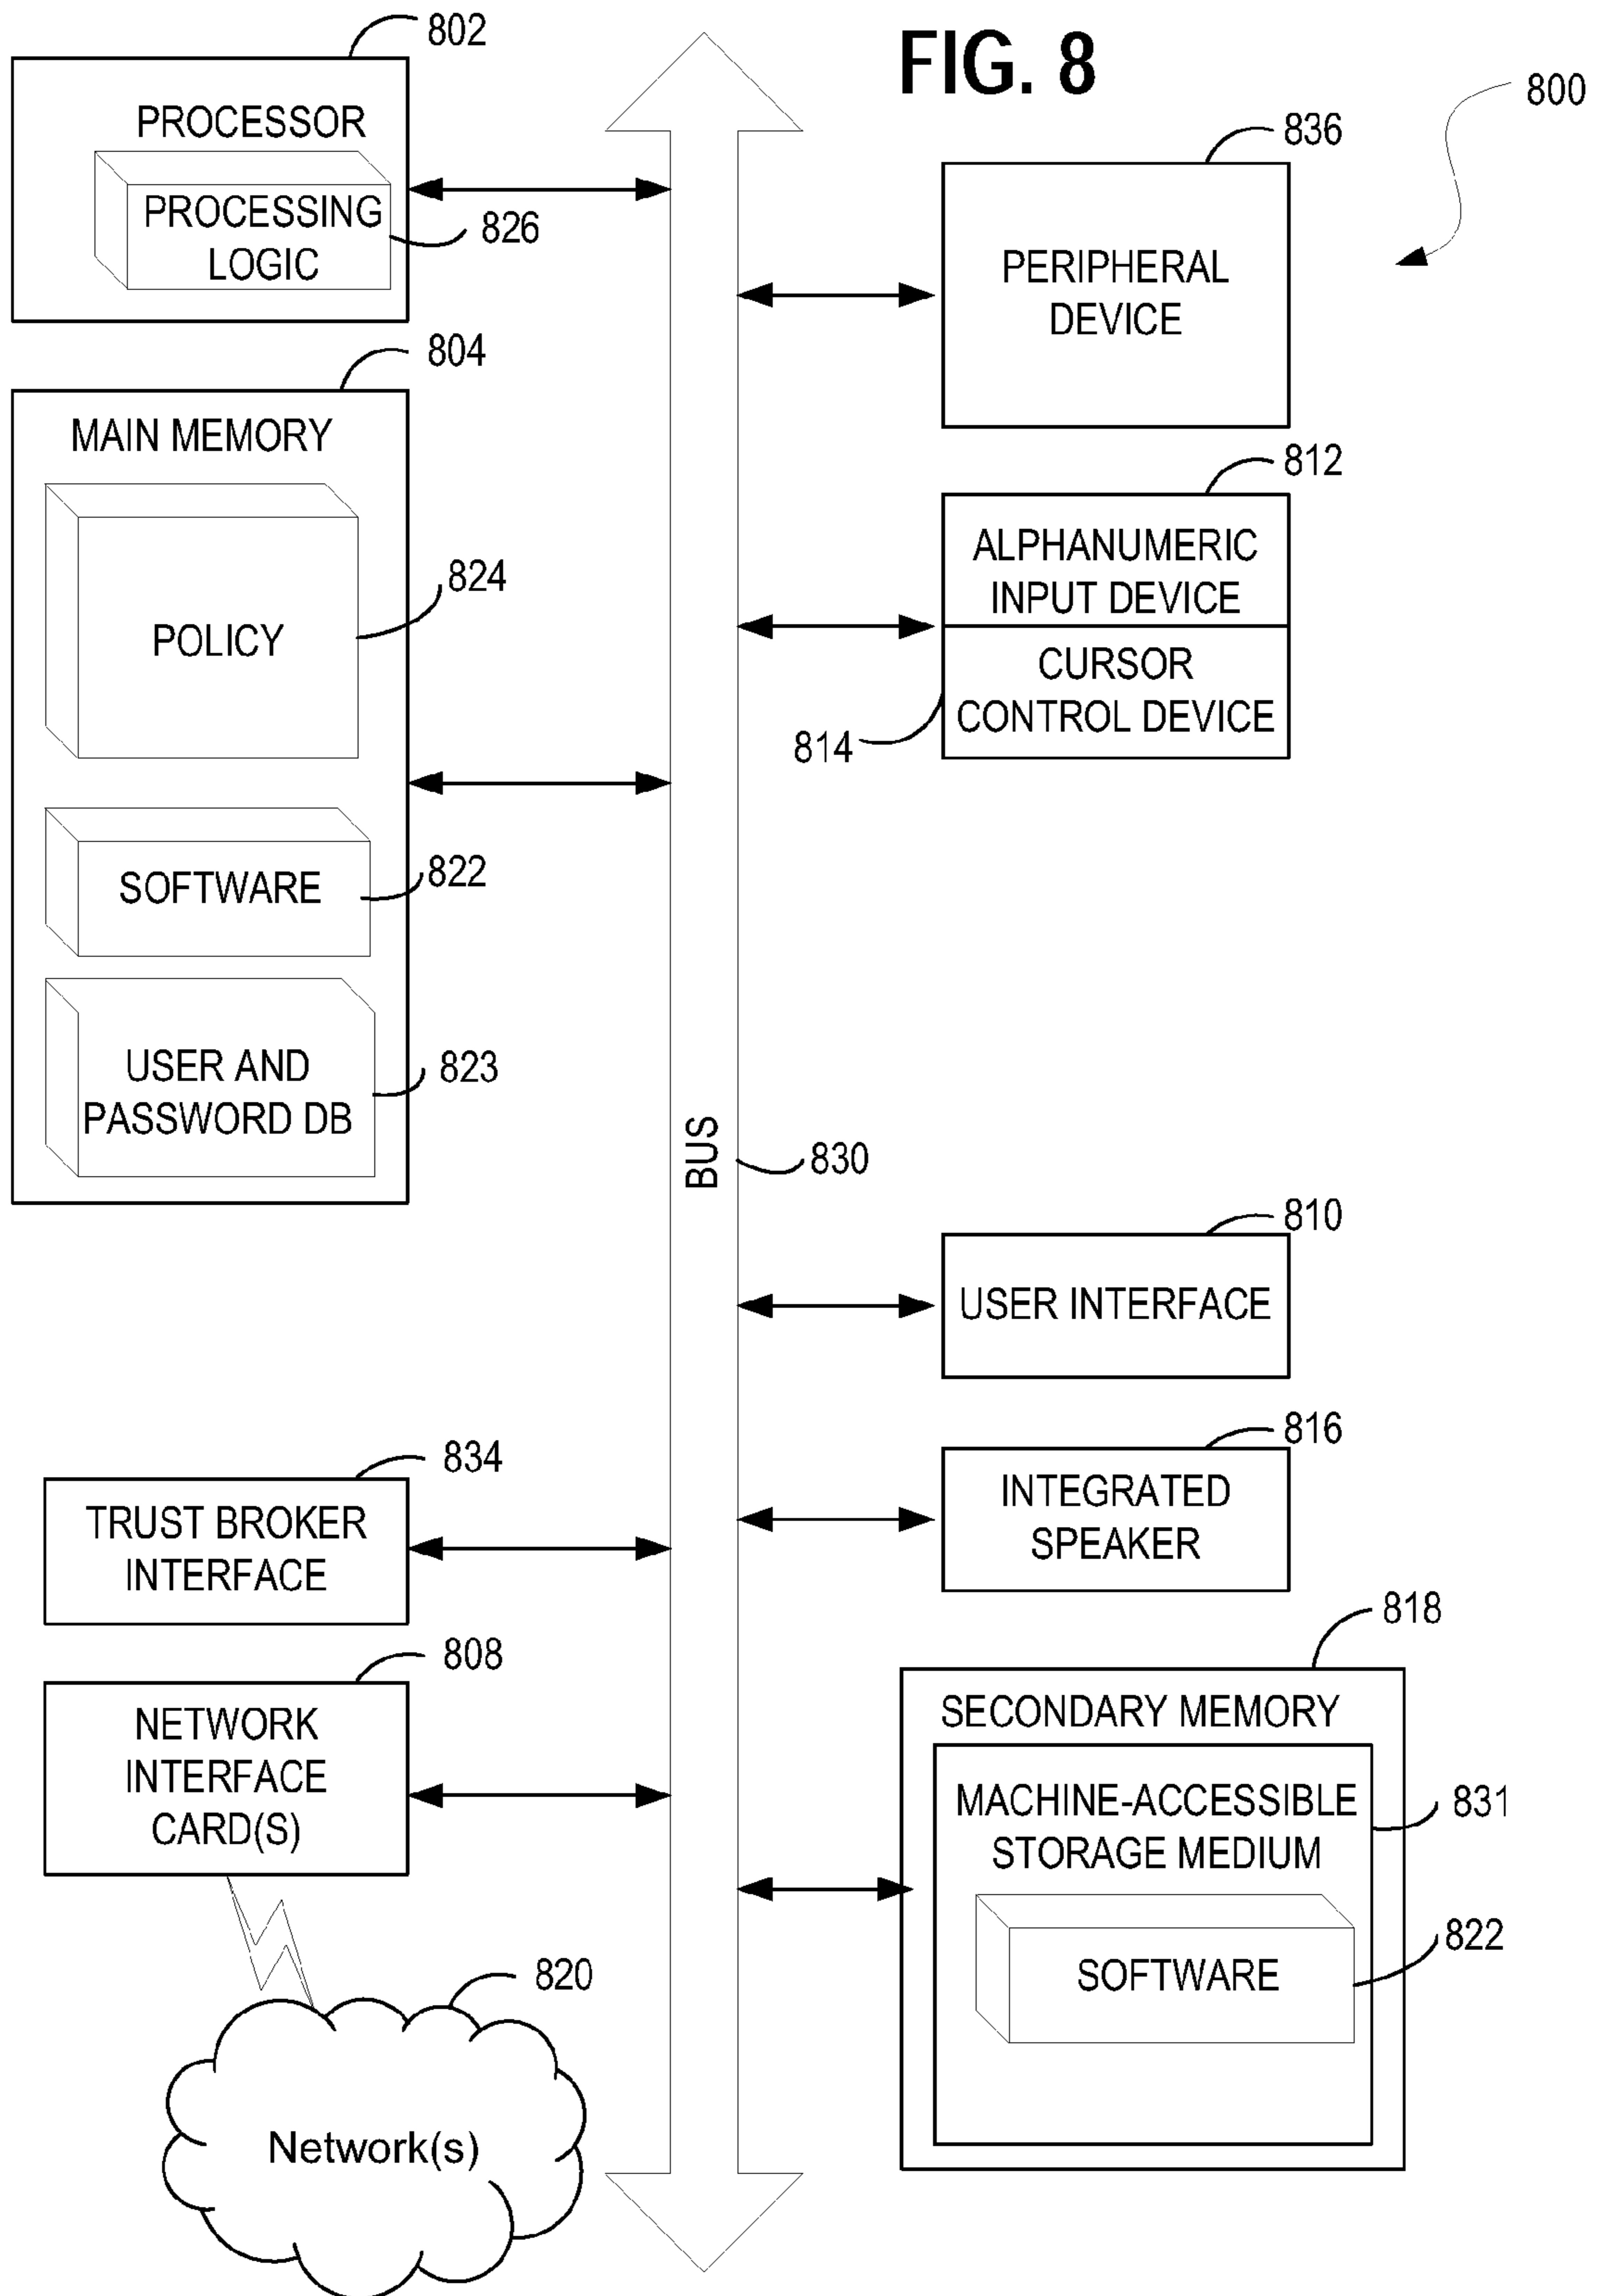 FIG. 8
800
802
PROCESSOR
PROCESSING
LOGIC
826
804
MAIN MEMORY
POLICY
824
SOFTWARE
822
USER AND
PASSWORD DB
823
BUS
830
836
PERIPHERAL
DEVICE
812
ALPHANUMERIC
INPUT DEVICE
CURSOR
CONTROL DEVICE
814
810
USER INTERFACE
816
INTEGRATED
SPEAKER
834
TRUST BROKER
INTERFACE
808
NETWORK
INTERFACE
CARD(S)
820
Network(s)
818
SECONDARY MEMORY
MACHINE-ACCESSIBLE
STORAGE MEDIUM
831
SOFTWARE
822